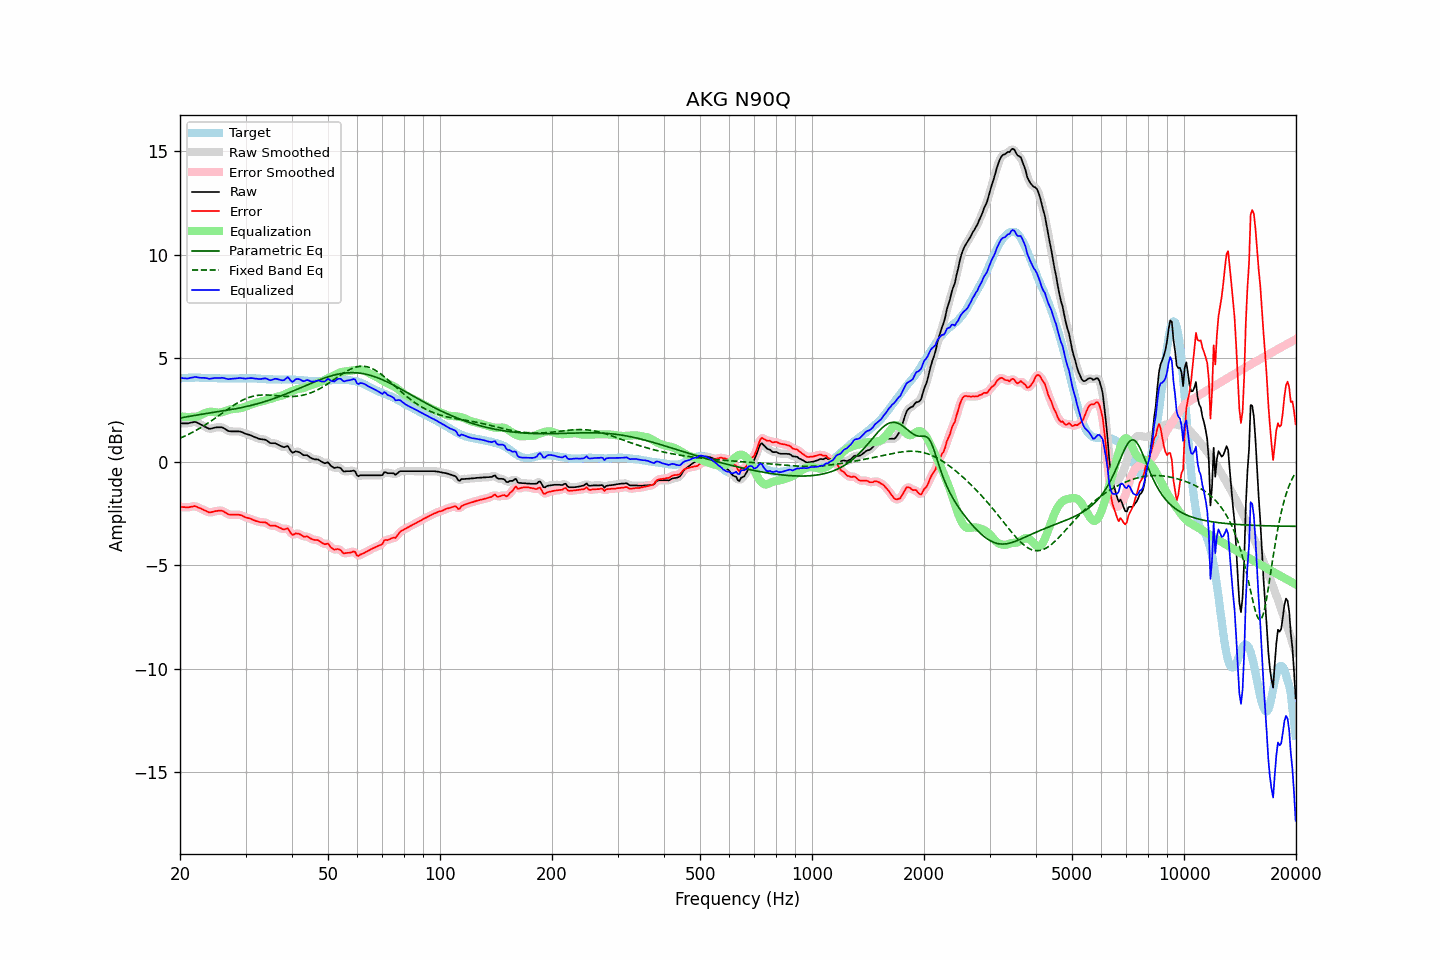 AKG N90Q
Target
Raw Smoothed
Error Smoothed
Raw
Error
Equalization
Parametric Eq
Fixed Band Eq
Equalized
Amplitude (dBr)
15
10
5
0
−5
−10
−15
20 50 100 200 500 1000 2000 5000 10000 20000
Frequency (Hz)